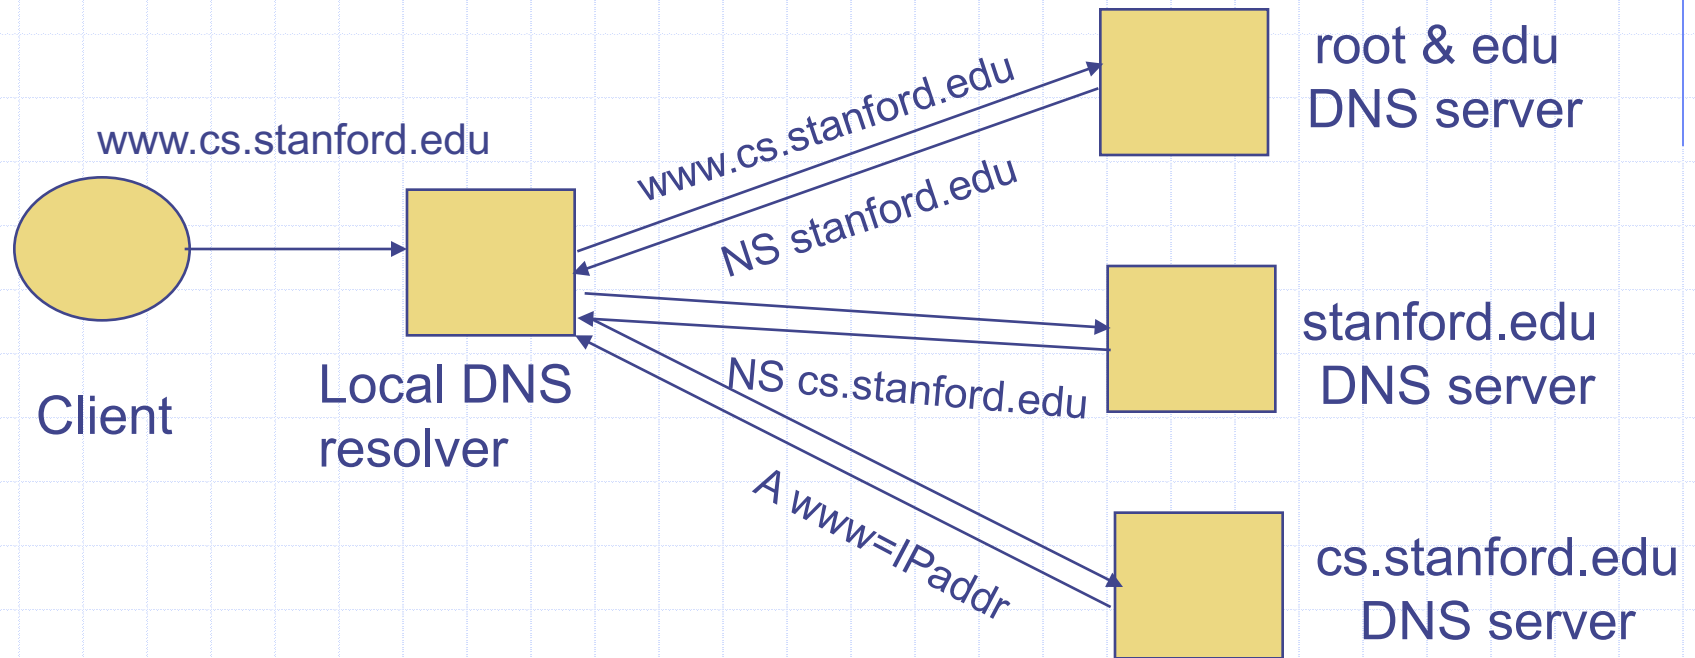 www.cs.stanford.edu
Client
Local DNS
resolver
www.cs.stanford.edu
NS stanford.edu
root & edu
DNS server
NS cs.stanford.edu
stanford.edu
DNS server
A www=IPaddr
cs.stanford.edu
DNS server